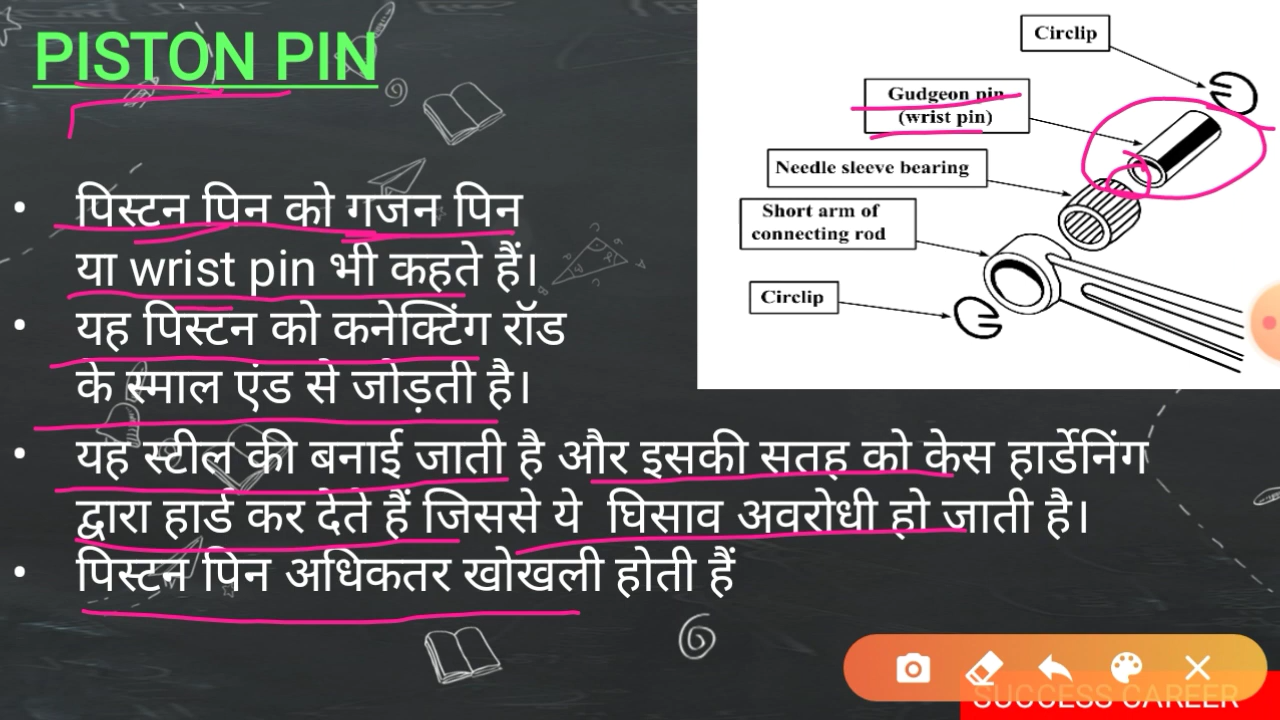 PISTON PIN
• पिस्टन पिन को गजन पिन
या wrist pin भी कहते हैं।
• यह पिस्टन को कनेक्टिंग रॉड
के स्माल एंड से जोड़ती है।
• यह स्टील की बनाई जाती है और इसकी सतह को केस हार्डेनिंग
द्वारा हार्ड कर देते हैं जिससे ये घिसाव अवरोधी हो जाती है।
• पिस्टन पिन अधिकतर खोखली होती हैं
Circlip
Gudgeon pin
(wrist pin)
Needle sleeve bearing
Short arm of
connecting rod
Circlip
SUCCESS CAREER